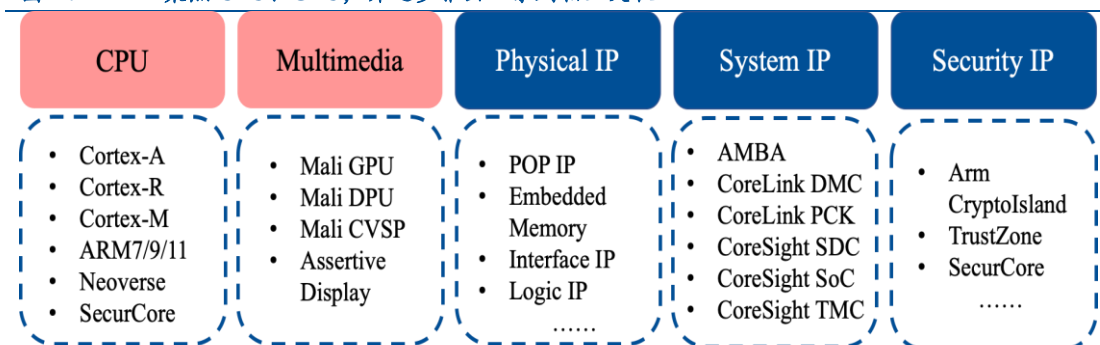 CPU
Multimedia
Physical IP
System IP
Security IP
• Cortex-A
• Cortex-R
• Cortex-M
• ARM7/9/11
• Neoverse
• SecurCore
• Mali GPU
• Mali DPU
• Mali CVSP
• Assertive
Display
• POP IP
• Embedded
Memory
• Interface IP
• Logic IP
……
• AMBA
• CoreLink DMC
• CoreLink PCK
• CoreSight SDC
• CoreSight SoC
• CoreSight TMC
• Arm
CryptoIsland
• TrustZone
• SecurCore
……